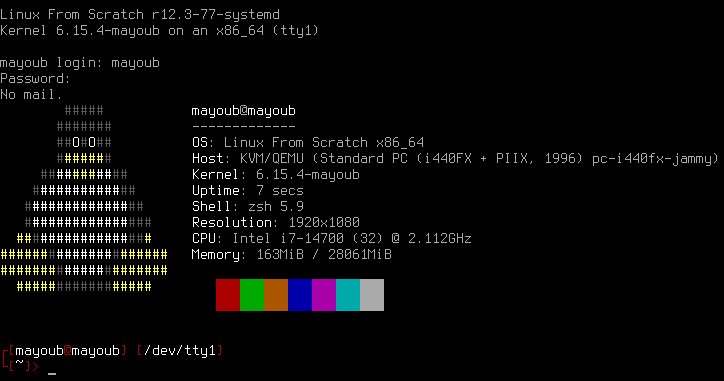 Linux From Scratch r12.3-77-systemd
Kernel 6.15.4-mayoub on an x86_64 (tty1)
mayoub login: mayoub
Password:
No mail.
mayoub@mayoub
-------------
OS: Linux From Scratch x86_64
Host: KVM/QEMU (Standard PC (i440FX + PIIX, 1996) pc-i440fx-jammy)
Kernel: 6.15.4-mayoub
Uptime: 7 secs
Shell: zsh 5.9
Resolution: 1920x1080
CPU: Intel i7-14700 (32) @ 2.112GHz
Memory: 163MiB / 28061MiB
┌[mayoub@mayoub] [/dev/tty1]
└[~]> _